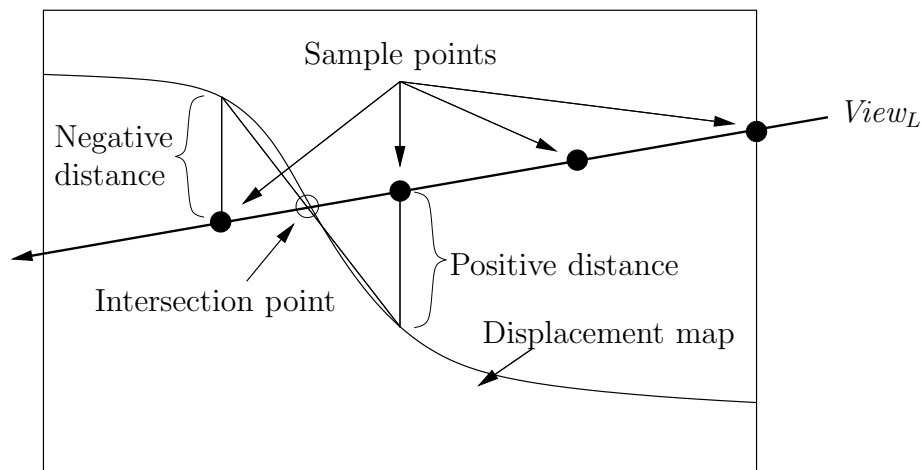 Sample points
View_L
Negative
distance
Positive distance
Intersection point
Displacement map